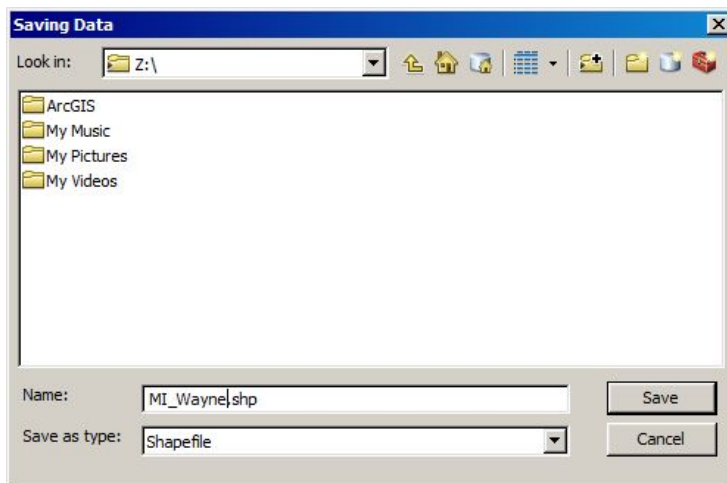 Saving Data
Look in: Z:\
ArcGIS
My Music
My Pictures
My Videos
Name: MI_Wayne.shp Save
Save as type: Shapefile Cancel